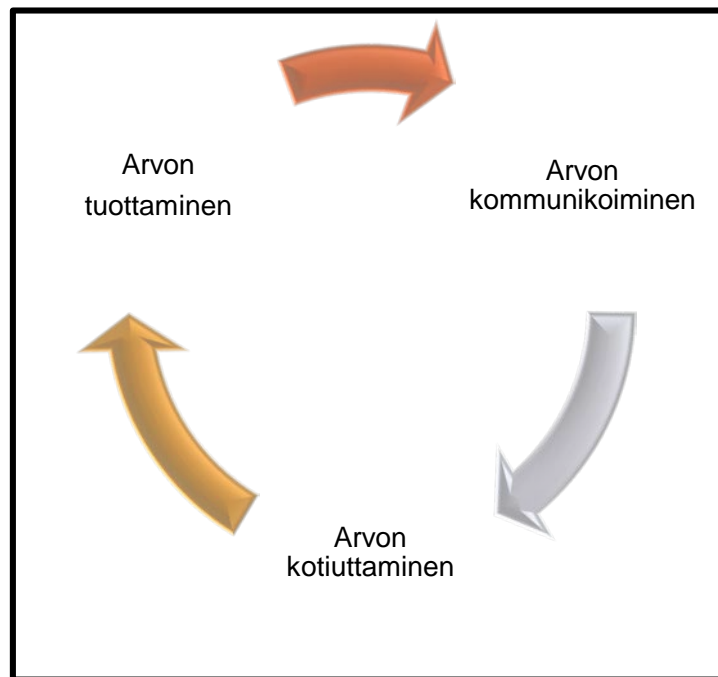 Arvon
tuottaminen
Arvon
kommunikoiminen
Arvon
kotiuttaminen